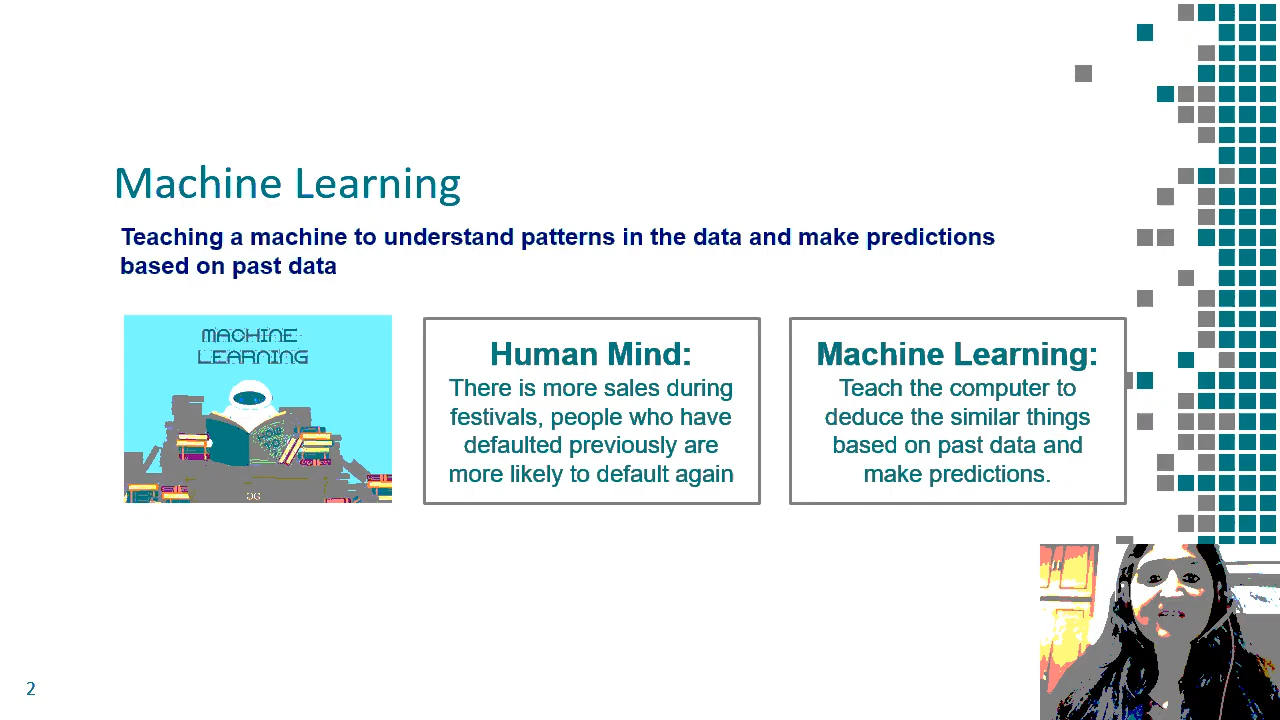 Machine Learning
Teaching a machine to understand patterns in the data and make predictions
based on past data
MACHINE
LEARNING
Human Mind:
There is more sales during
festivals, people who have
defaulted previously are
more likely to default again
Machine Learning:
Teach the computer to
deduce the similar things
based on past data and
make predictions.
2